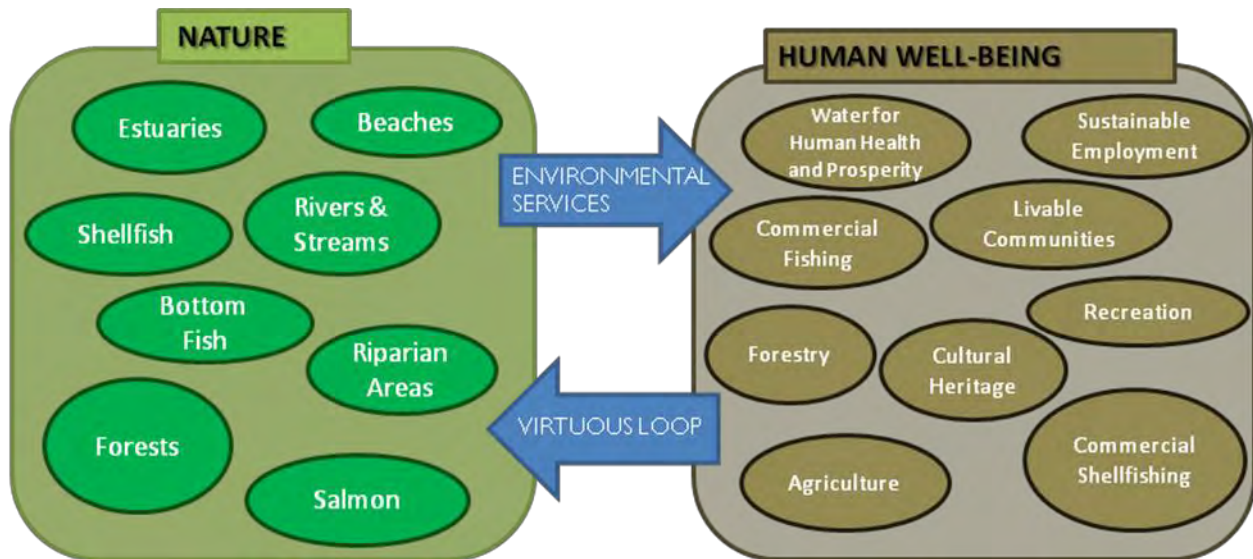 NATURE
Estuaries
Beaches
Shellfish
Rivers &
Streams
Bottom
Fish
Riparian
Areas
Forests
Salmon
ENVIRONMENTAL
SERVICES
VIRTUOUS LOOP
HUMAN WELL-BEING
Water for
Human Health
and Prosperity
Sustainable
Employment
Commercial
Fishing
Livable
Communities
Recreation
Forestry
Cultural
Heritage
Commercial
Shellfishing
Agriculture